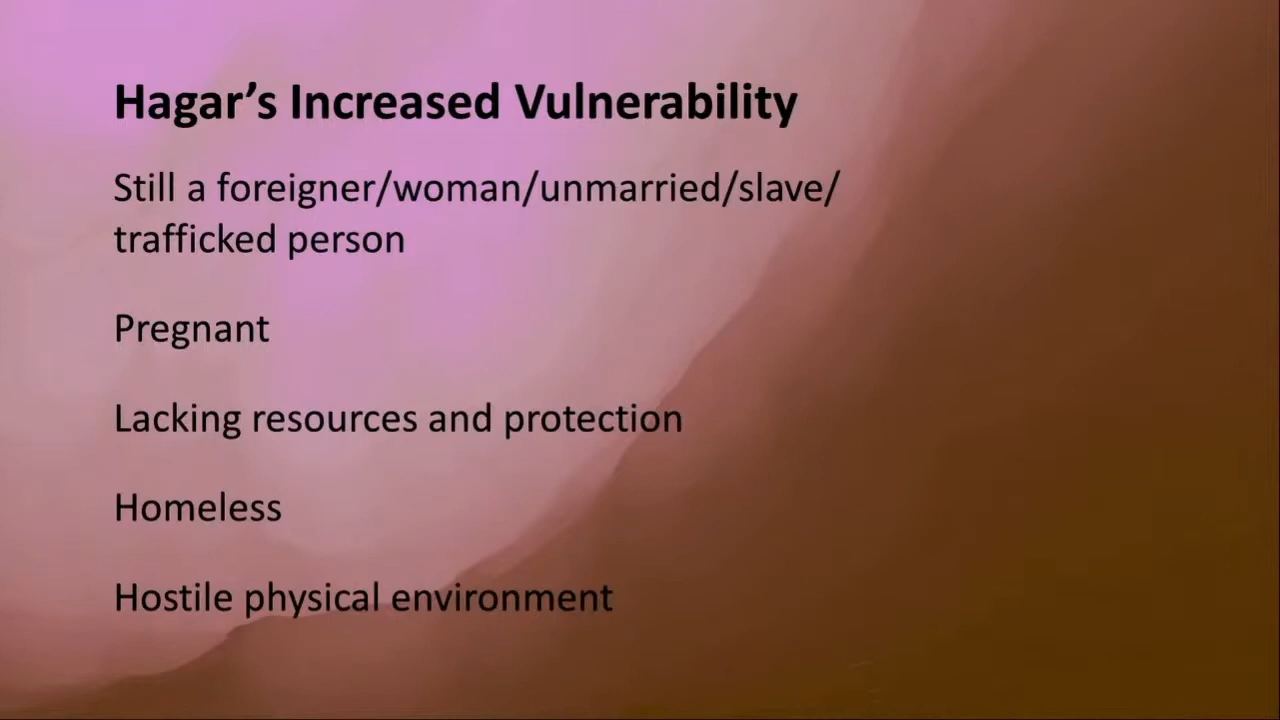 Hagar’s Increased Vulnerability
Still a foreigner/woman/unmarried/slave/
trafficked person
Pregnant
Lacking resources and protection
Homeless
Hostile physical environment